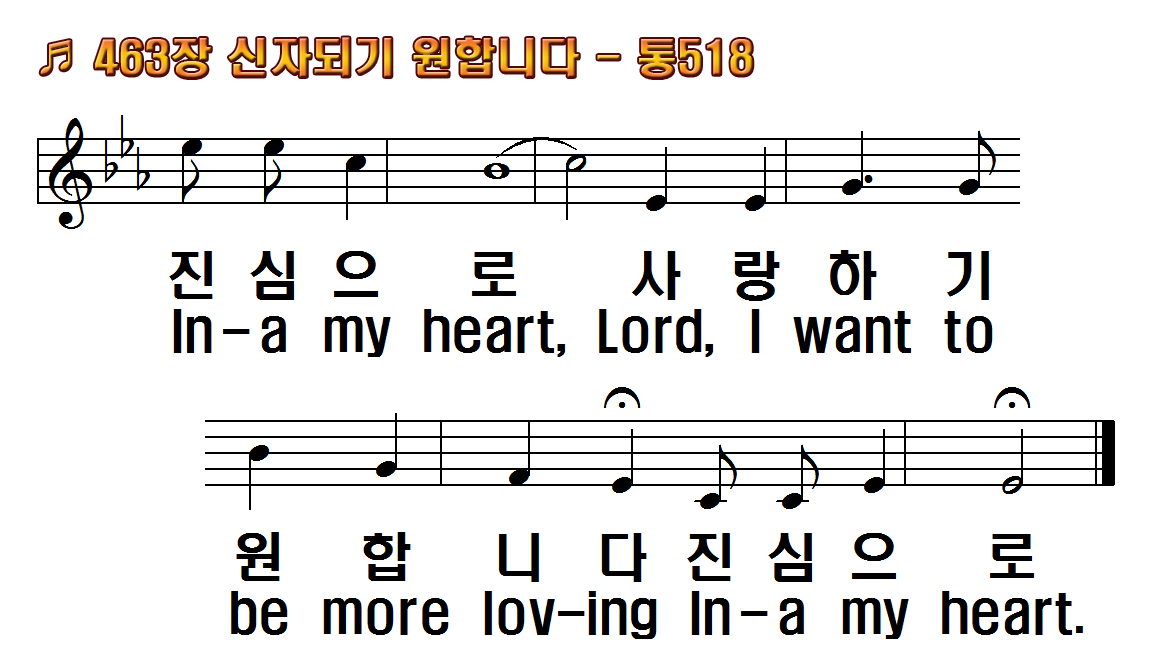 ♬ 463장 신자되기 원합니다 - 통518
진 심 으 로 사 랑 하 기
In-a my heart, Lord, I want to
원 합 니 다 진 심 으 로
be more lov-ing In-a my heart.